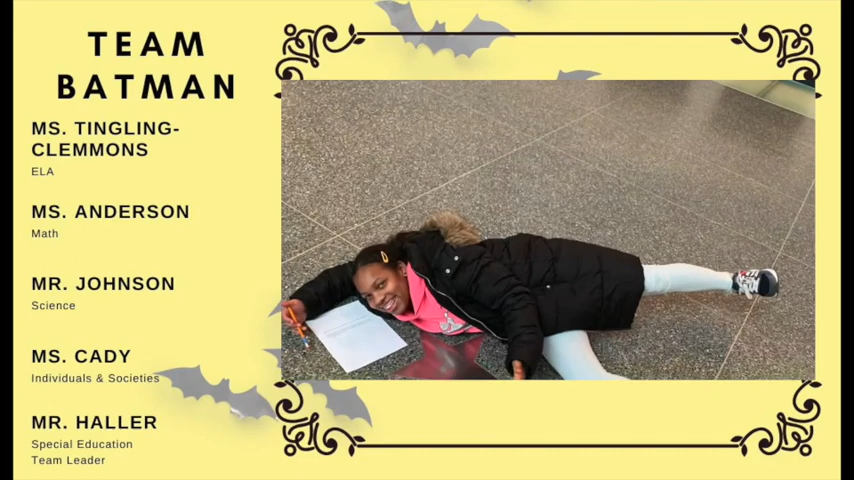 TEAM
BATMAN
MS. TINGLING-
CLEMMONS
ELA
MS. ANDERSON
Math
MR. JOHNSON
Science
MS. CADY
Individuals & Societies
MR. HALLER
Special Education
Team Leader